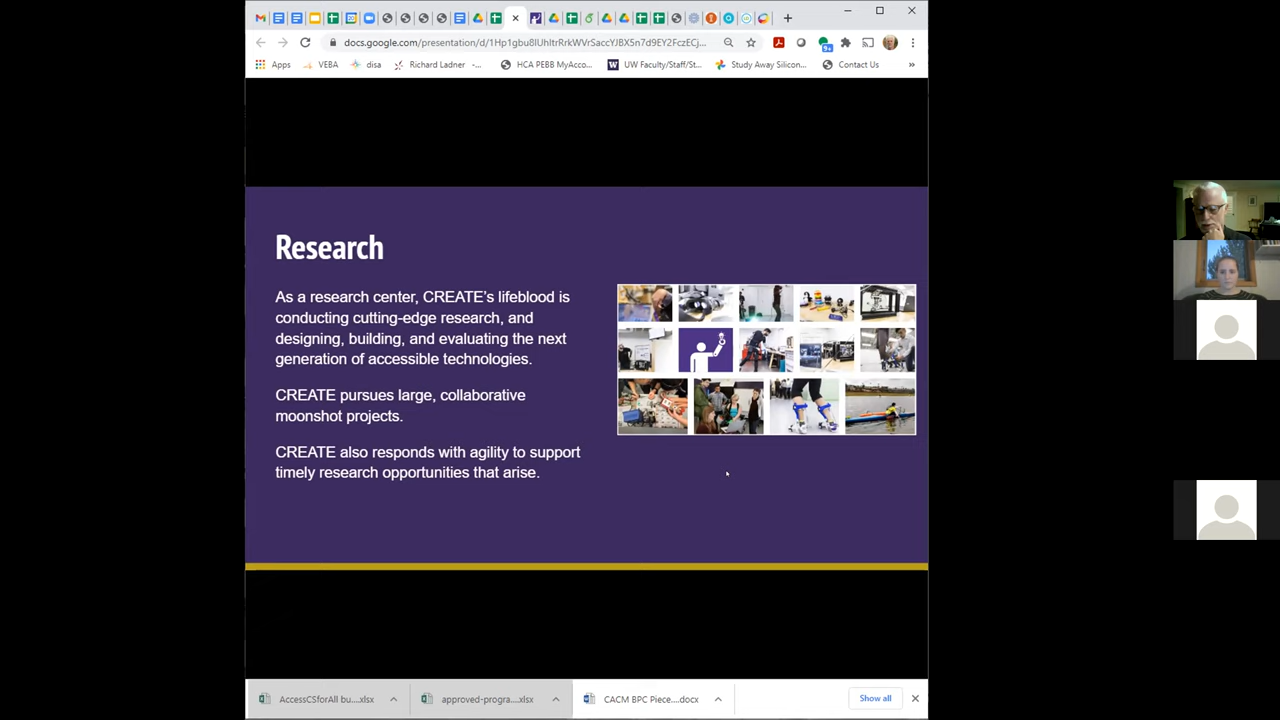 docs.google.com/presentation/d/1Hp1gbu8lUhltrRrkWVrSaccYJBX5n7d9EY2FczECj...
9+
Apps
VEBA
disa
Richard Ladner -...
HCA PEBB MyAcco...
UW Faculty/Staff/St...
Study Away Silicon...
Contact Us
»
Research
As a research center, CREATE's lifeblood is
conducting cutting-edge research, and
designing, building, and evaluating the next
generation of accessible technologies.
CREATE pursues large, collaborative
moonshot projects.
CREATE also responds with agility to support
timely research opportunities that arise.
AccessCSforAll bu....xlsx
approved-progra....xlsx
CACM BPC Piece....docx
Show all